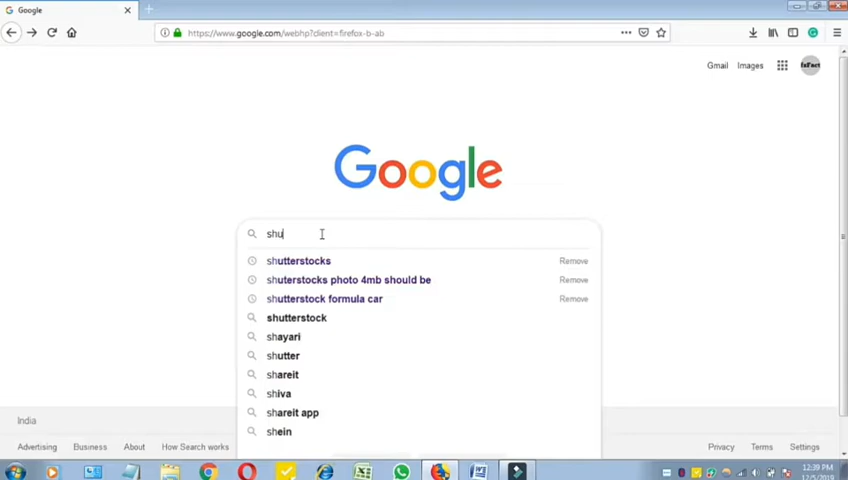 Google
https://www.google.com/webhp?client=firefox-b-ab
Gmail Images
Google
shu
shutterstocks Remove
shuterstocks photo 4mb should be Remove
shutterstock formula car Remove
shutterstock
shayari
shutter
shareit
shiva
shareit app
shein
India
Advertising Business About How Search works Privacy Terms Settings
12:39 PM
12/5/2019